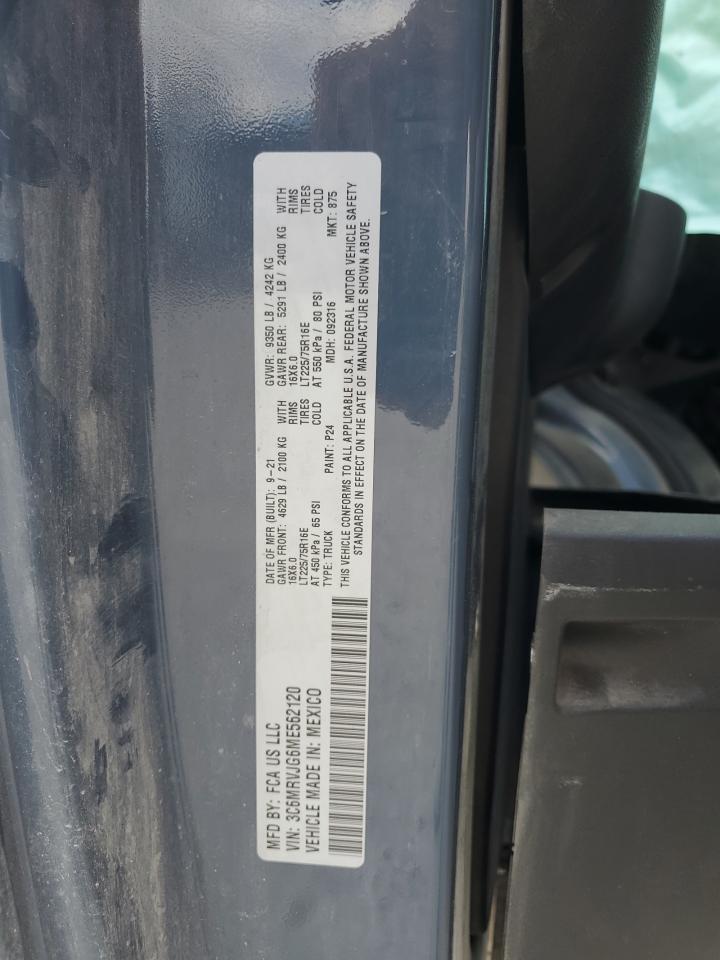 MFD BY: FCA US LLC
VIN: 3C6MRVJG6ME562120
VEHICLE MADE IN: MEXICO
DATE OF MFR (BUILT): 9-21 GVWR: 9350 LB / 4242 KG
GAWR FRONT: 4629 LB / 2100 KG WITH GAWR REAR: 5291 LB / 2400 KG WITH
16X6.0 RIMS 16X6.0 RIMS
LT225/75R16E TIRES LT225/75R16E TIRES
AT 450 kPa / 65 PSI COLD AT 550 kPa / 80 PSI COLD
TYPE: TRUCK PAINT: P24 MDH: 092316 MKT: 875
THIS VEHICLE CONFORMS TO ALL APPLICABLE U.S.A. FEDERAL MOTOR VEHICLE SAFETY
STANDARDS IN EFFECT ON THE DATE OF MANUFACTURE SHOWN ABOVE.